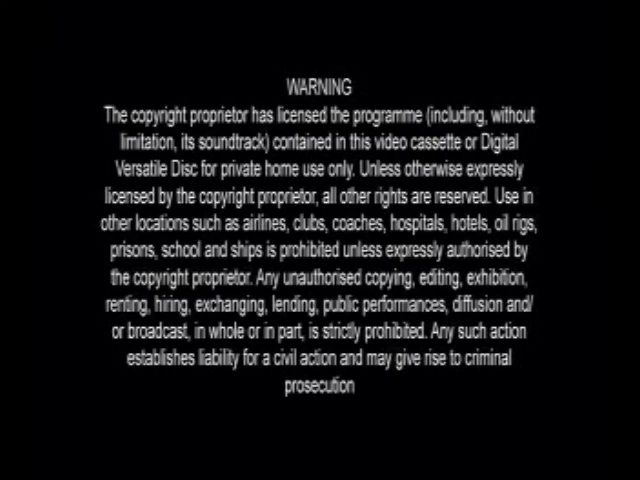 WARNING
The copyright proprietor has licensed the programme (including, without
limitation, its soundtrack) contained in this video cassette or Digital
Versatile Disc for private home use only. Unless otherwise expressly
licensed by the copyright proprietor, all other rights are reserved. Use in
other locations such as airlines, clubs, coaches, hospitals, hotels, oil rigs,
prisons, school and ships is prohibited unless expressly authorised by
the copyright proprietor. Any unauthorised copying, editing, exhibition,
renting, hiring, exchanging, lending, public performances, diffusion and/
or broadcast, in whole or in part, is strictly prohibited. Any such action
establishes liability for a civil action and may give rise to criminal
prosecution